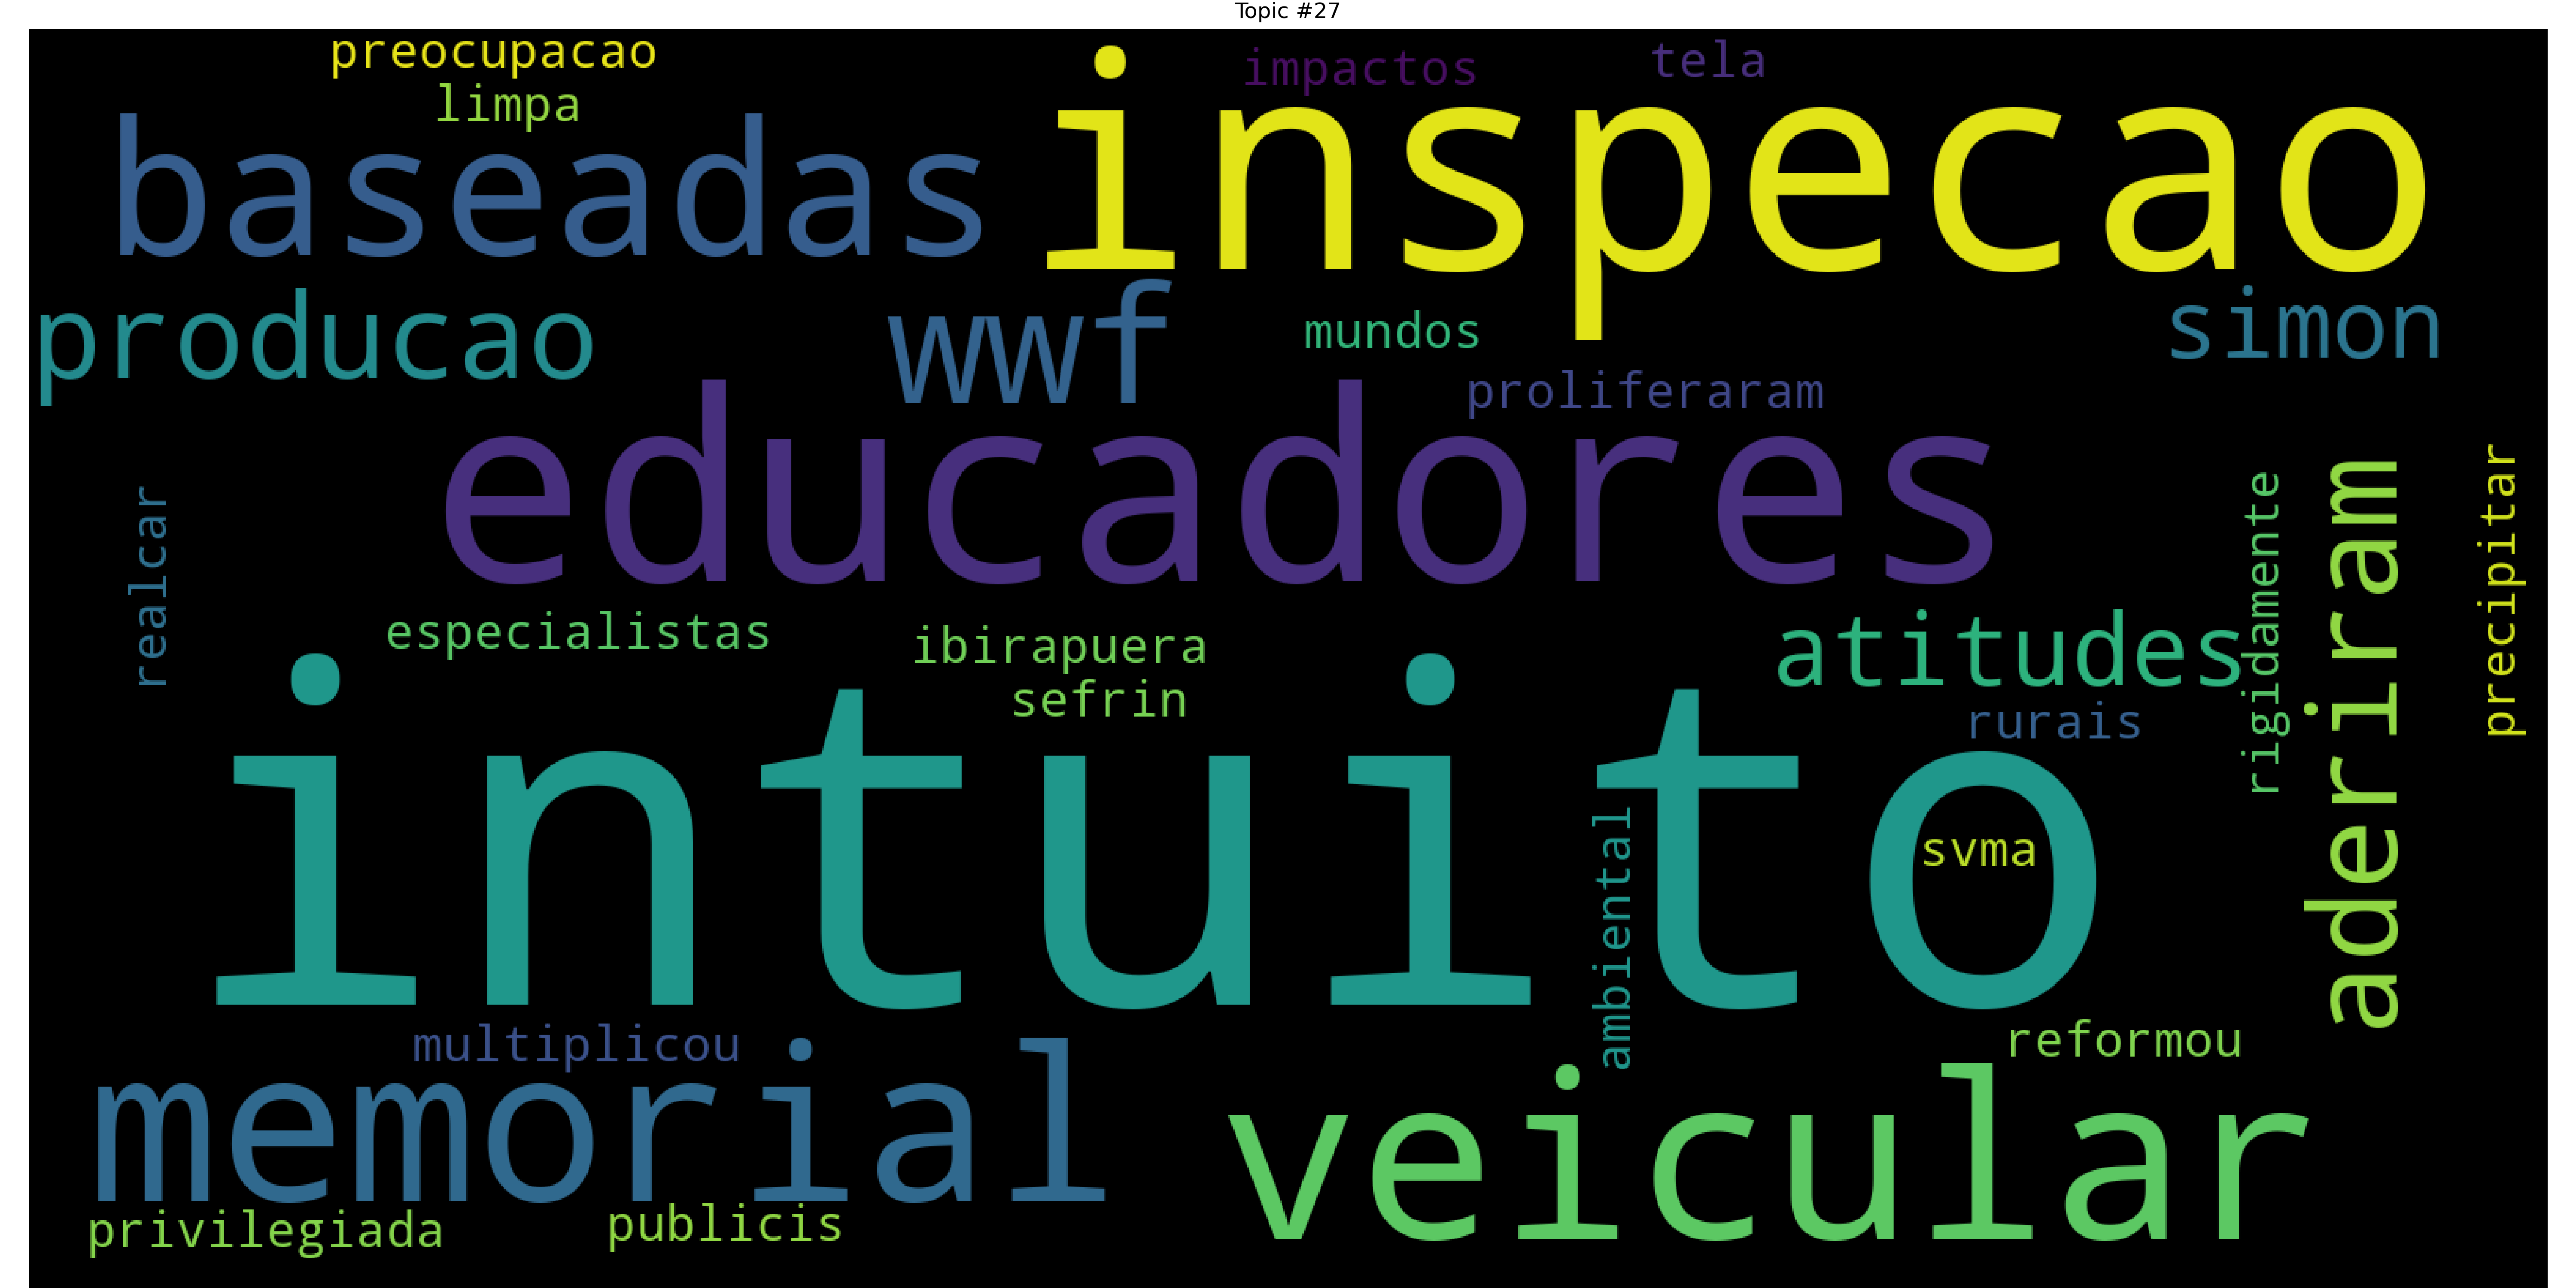 Topic #27
preocupacao
impactos
tela
limpa
inspecao
baseadas
producao
wwf
mundos
simon
proliferaram
educadores
realcar
rigidamente
aderiram
precipitar
especialistas
ibirapuera
atitudes
sefrin
rurais
intuito
svma
ambiental
multiplicou
reformou
memorial
veicular
privilegiada
publicis